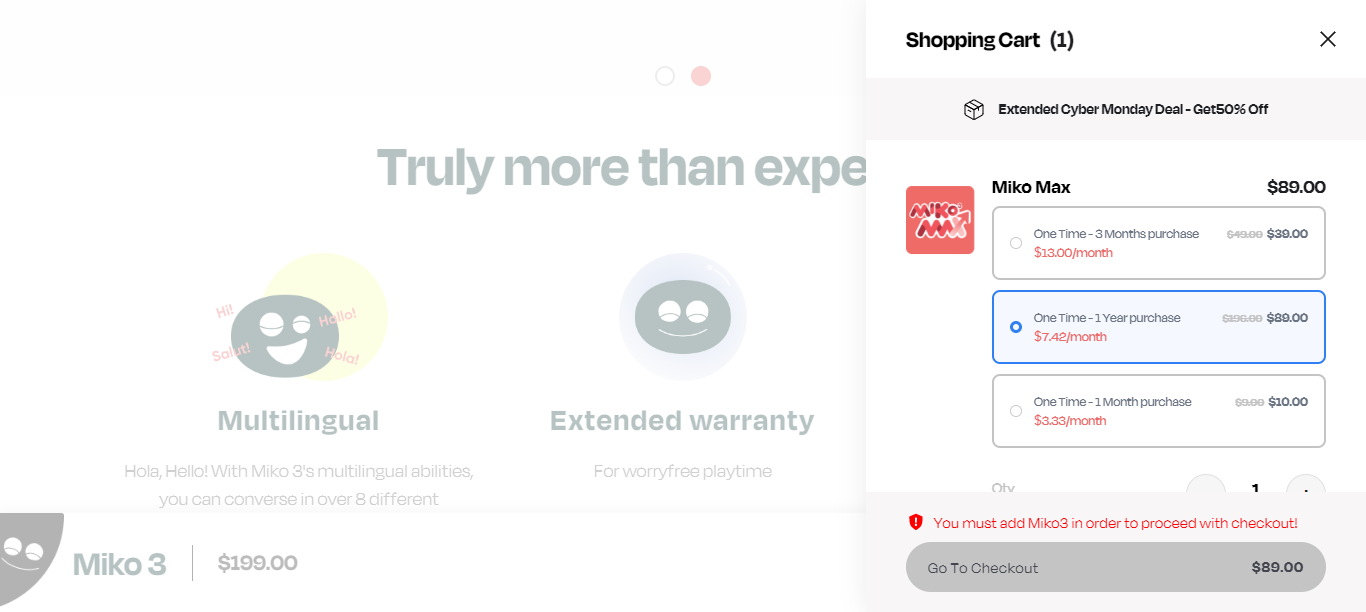 Shopping Cart (1)
Extended Cyber Monday Deal - Get50% Off
Truly more than expe
MIKO
MAX
Miko Max $89.00
One Time - 3 Months purchase $49.00 $39.00
$13.00/month
One Time - 1 Year purchase $196.00 $89.00
$7.42/month
One Time - 1 Month purchase $9.00 $10.00
$3.33/month
Qty 1 +
Hi!
Hallo!
Salut!
Hola!
Multilingual
Hola, Hello! With Miko 3's multilingual abilities,
you can converse in over 8 different
Extended warranty
For worryfree playtime
You must add Miko3 in order to proceed with checkout!
Go To Checkout $89.00
Miko 3 $199.00